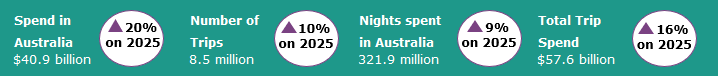 Spend in
Australia
$40.9 billion
▲20%
on 2025
Number of
Trips
8.5 million
▲10%
on 2025
Nights spent
in Australia
321.9 million
▲9%
on 2025
Total Trip
Spend
$57.6 billion
▲16%
on 2025